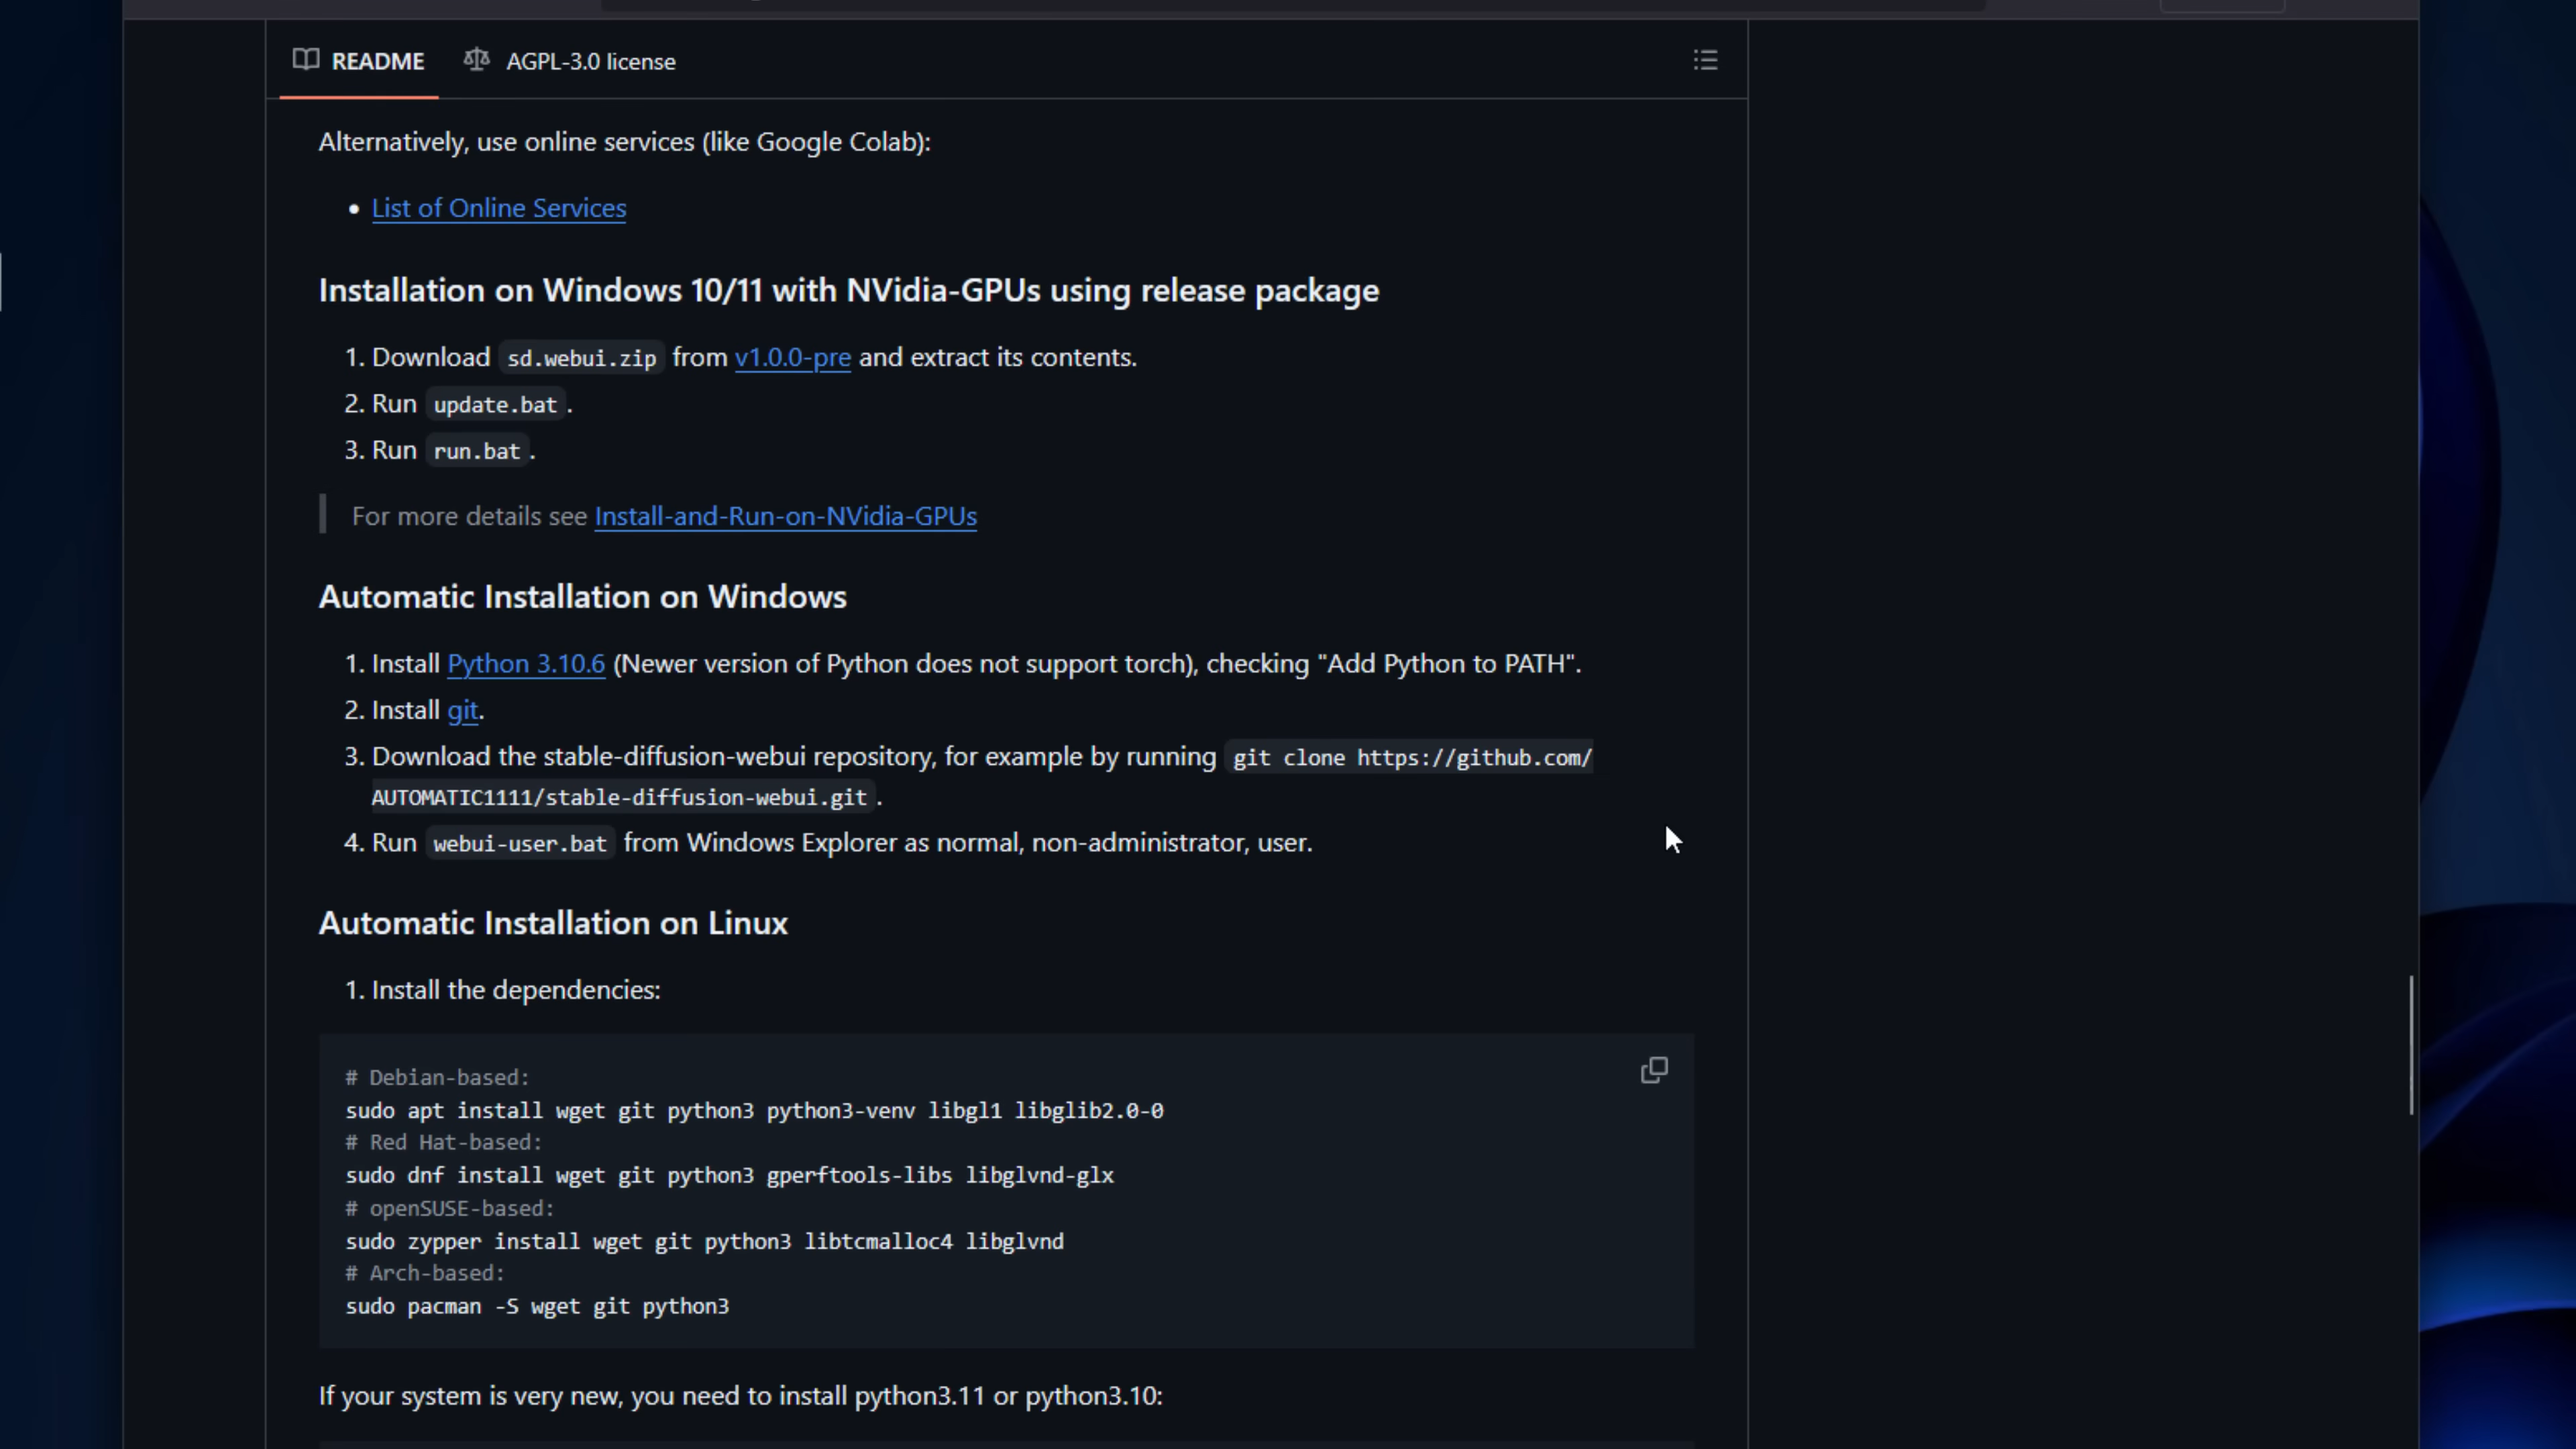 README AGPL-3.0 license
Alternatively, use online services (like Google Colab):
• List of Online Services
Installation on Windows 10/11 with NVidia-GPUs using release package
1. Download sd.webui.zip from v1.0.0-pre and extract its contents.
2. Run update.bat.
3. Run run.bat.
For more details see Install-and-Run-on-NVidia-GPUs
Automatic Installation on Windows
1. Install Python 3.10.6 (Newer version of Python does not support torch), checking "Add Python to PATH".
2. Install git.
3. Download the stable-diffusion-webui repository, for example by running git clone https://github.com/
AUTOMATIC1111/stable-diffusion-webui.git.
4. Run webui-user.bat from Windows Explorer as normal, non-administrator, user.
Automatic Installation on Linux
1. Install the dependencies:
# Debian-based:
sudo apt install wget git python3 python3-venv libgl1 libglib2.0-0
# Red Hat-based:
sudo dnf install wget git python3 gperftools-libs libglvnd-glx
# openSUSE-based:
sudo zypper install wget git python3 libtcmalloc4 libglvnd
# Arch-based:
sudo pacman -S wget git python3
If your system is very new, you need to install python3.11 or python3.10: